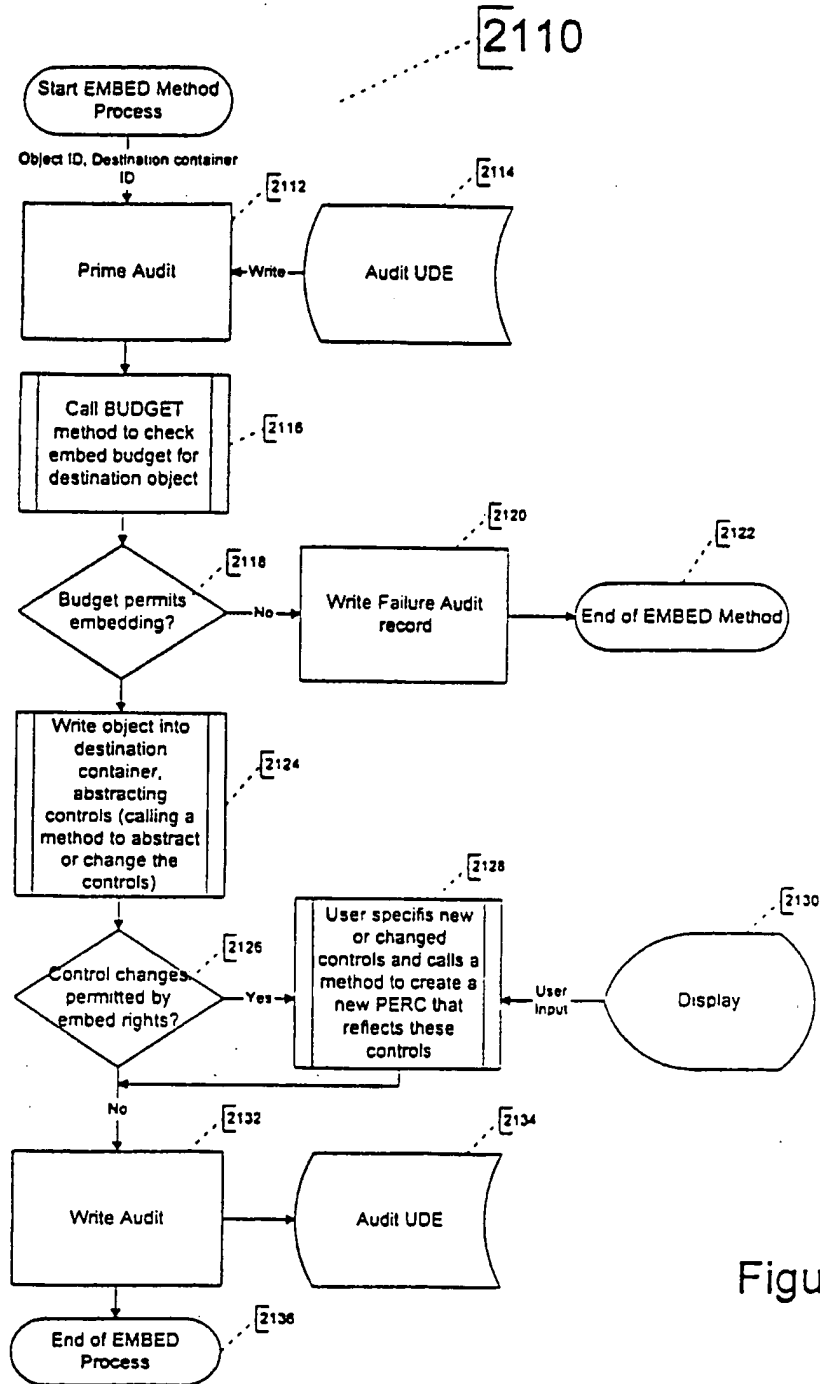 2110
Start EMBED Method
Process
Object ID, Destination container
ID
2112
2114
Prime Audit
Write
Audit UDE
Call BUDGET
method to check
embed budget for
destination object
2116
2118
Budget permits
embedding?
No
2120
Write Failure Audit
record
2122
End of EMBED Method
Write object into
destination
container,
abstracting
controls (calling a
method to abstract
or change the
controls)
2124
2126
Control changes
permitted by
embed rights?
Yes
2128
User specifis new
or changed
controls and calls a
method to create a
new PERC that
reflects these
controls
User
Input
2130
Display
No
2132
Write Audit
2134
Audit UDE
Figu
End of EMBED
Process
2136